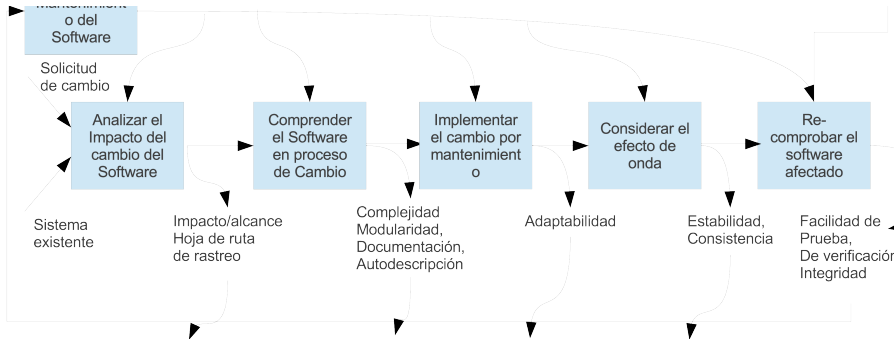 Mantenimient
o del
Software
Solicitud
de cambio
Analizar el
Impacto del
cambio del
Software
Comprender
el Software
en proceso
de Cambio
Implementar
el cambio por
mantenimient
o
Considerar el
efecto de
onda
Re-
comprobar el
software
afectado
Sistema
existente
Impacto/alcance
Hoja de ruta
de rastreo
Complejidad
Modularidad,
Documentación,
Autodescripción
Adaptabilidad
Estabilidad,
Consistencia
Facilidad de
Prueba,
De verificación
Integridad